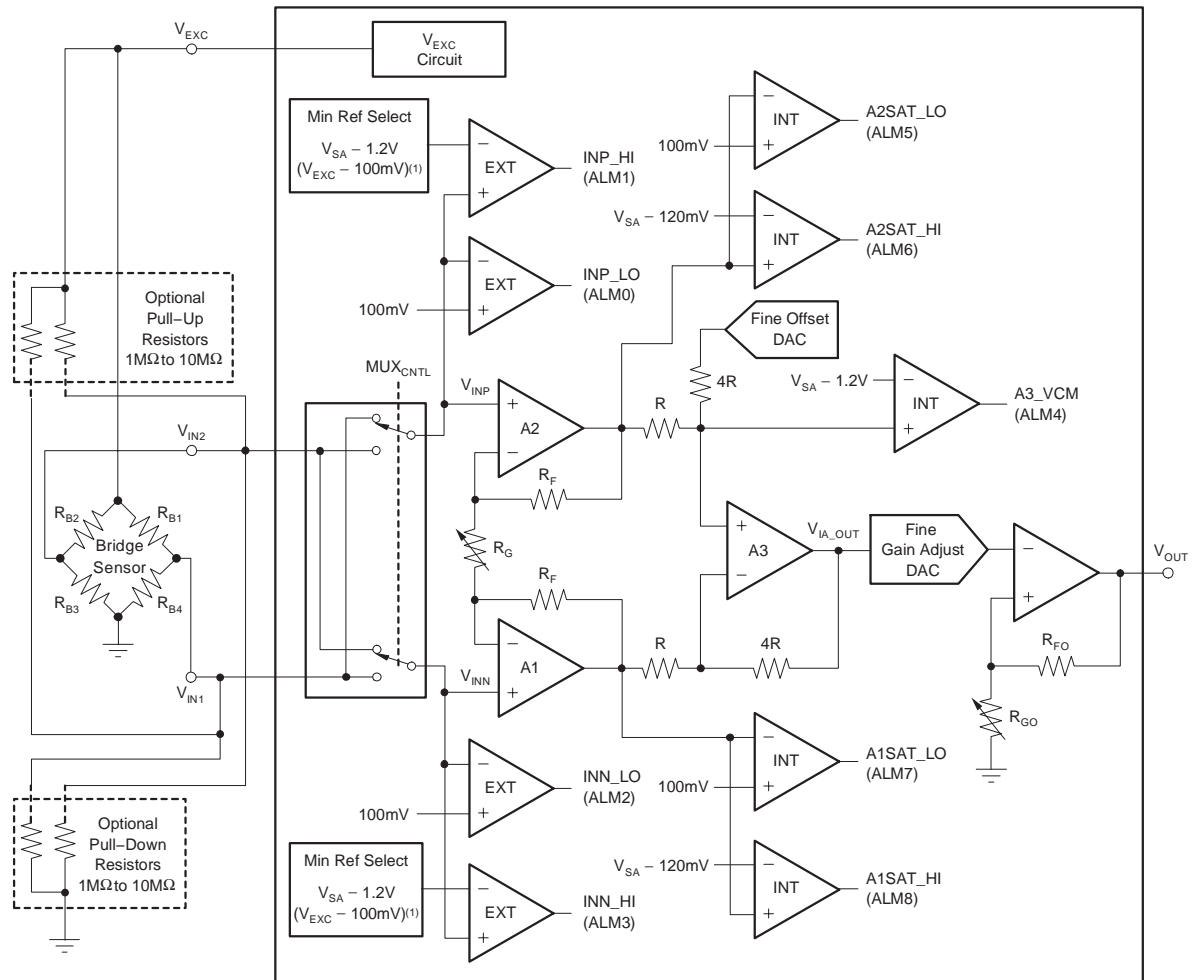 V_EXC
V_EXC
Circuit
Min Ref Select
V_SA − 1.2V
(V_EXC − 100mV)(1)
EXT
INP_HI
(ALM1)
100mV
INT
A2SAT_LO
(ALM5)
V_SA − 120mV
INT
A2SAT_HI
(ALM6)
100mV
EXT
INP_LO
(ALM0)
Optional
Pull−Up
Resistors
1MΩ to 10MΩ
Fine Offset
DAC
4R
MUX_CNTL
V_INP
A2
R
V_SA − 1.2V
INT
A3_VCM
(ALM4)
V_IN2
R_F
R_B2
R_B1
Bridge
Sensor
R_B3
R_B4
R_G
A3
V_IA_OUT
Fine
Gain Adjust
DAC
V_OUT
R_F
V_IN1
V_INN
A1
R
4R
R_FO
R_GO
100mV
EXT
INN_LO
(ALM2)
100mV
INT
A1SAT_LO
(ALM7)
Optional
Pull−Down
Resistors
1MΩ to 10MΩ
Min Ref Select
V_SA − 1.2V
(V_EXC − 100mV)(1)
EXT
INN_HI
(ALM3)
V_SA − 120mV
INT
A1SAT_HI
(ALM8)